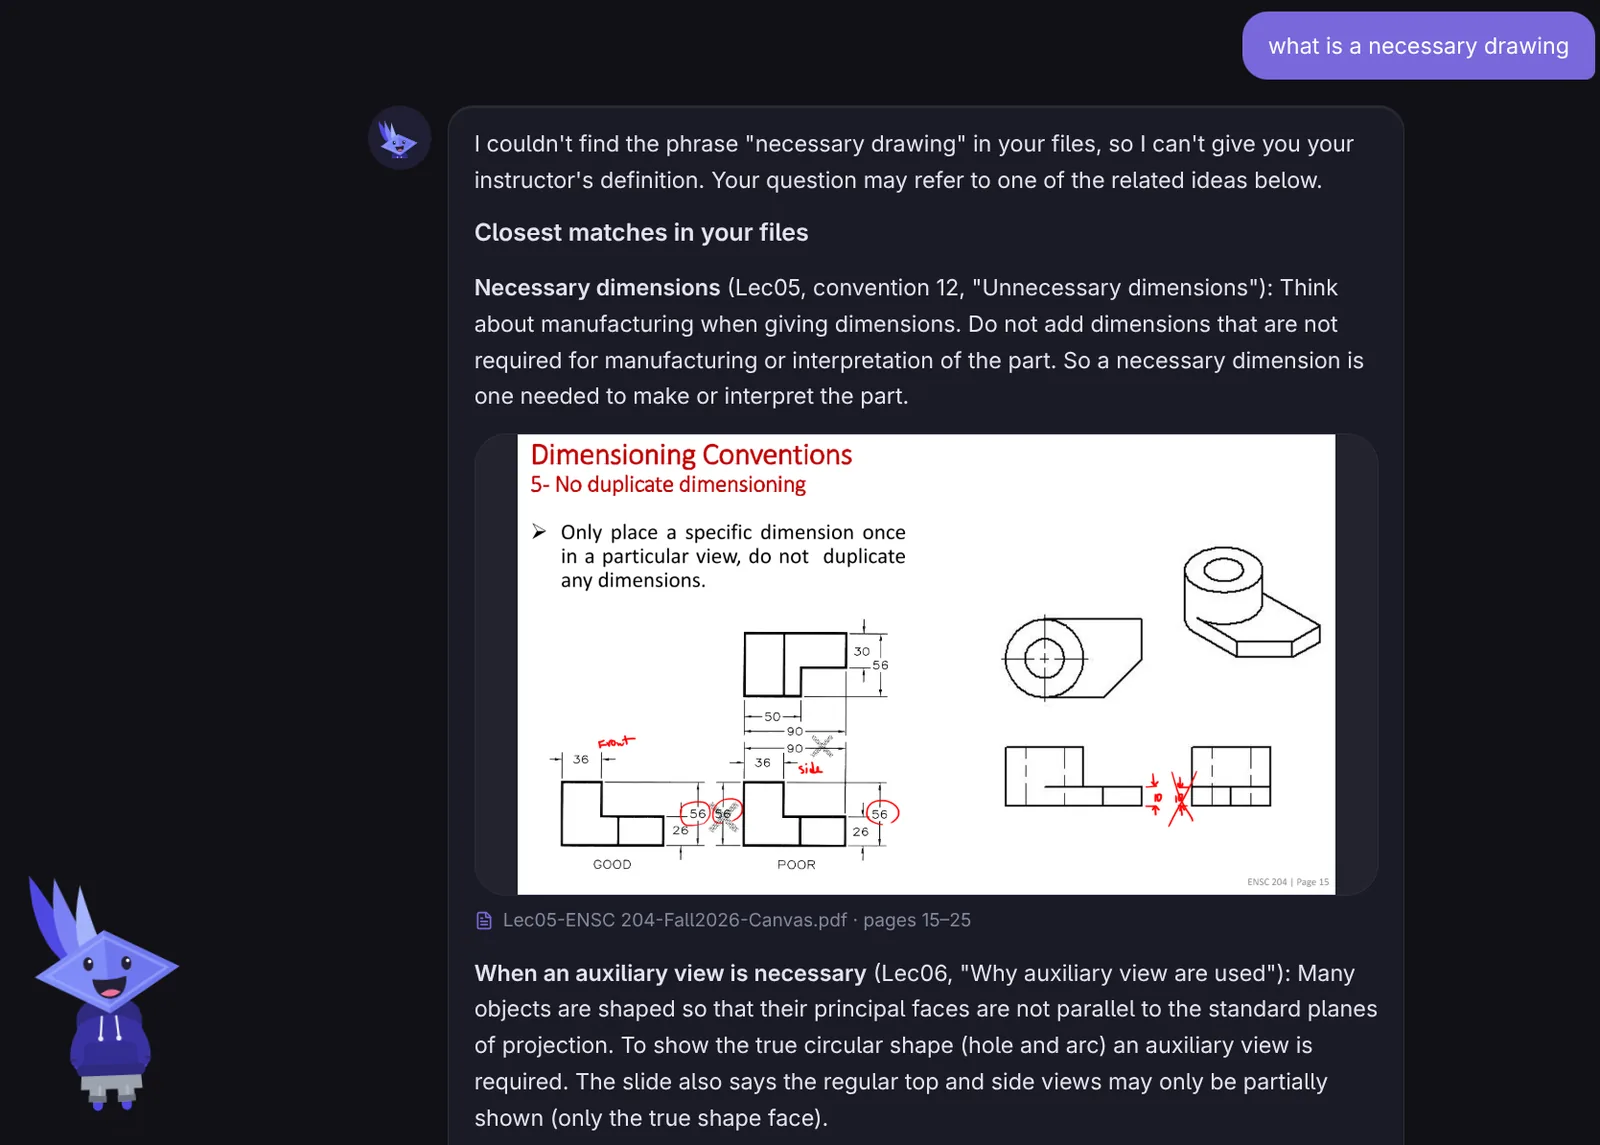 what is a necessary drawing
I couldn't find the phrase "necessary drawing" in your files, so I can't give you your
instructor's definition. Your question may refer to one of the related ideas below.
Closest matches in your files
Necessary dimensions (Lec05, convention 12, "Unnecessary dimensions"): Think
about manufacturing when giving dimensions. Do not add dimensions that are not
required for manufacturing or interpretation of the part. So a necessary dimension is
one needed to make or interpret the part.
Dimensioning Conventions
5- No duplicate dimensioning
➢ Only place a specific dimension once
in a particular view, do not duplicate
any dimensions.
30
56
50
90
90
Front
36
36
side
56
56
56
26
26
10
GOOD
POOR
ENSC 204 | Page 15
Lec05-ENSC 204-Fall2026-Canvas.pdf · pages 15–25
When an auxiliary view is necessary (Lec06, "Why auxiliary view are used"): Many
objects are shaped so that their principal faces are not parallel to the standard planes
of projection. To show the true circular shape (hole and arc) an auxiliary view is
required. The slide also says the regular top and side views may only be partially
shown (only the true shape face).